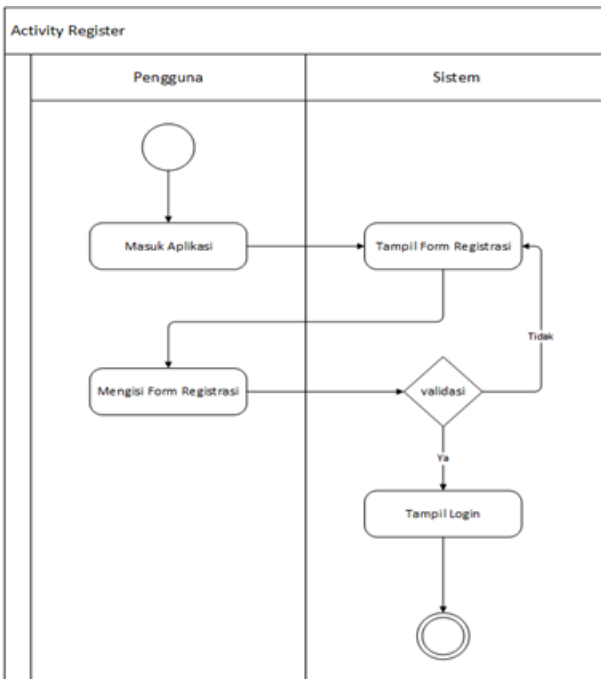 Activity Register
Pengguna
Sistem
Masuk Aplikasi
Tampil Form Registrasi
Tidak
Mengisi Form Registrasi
validasi
Ya
Tampil Login